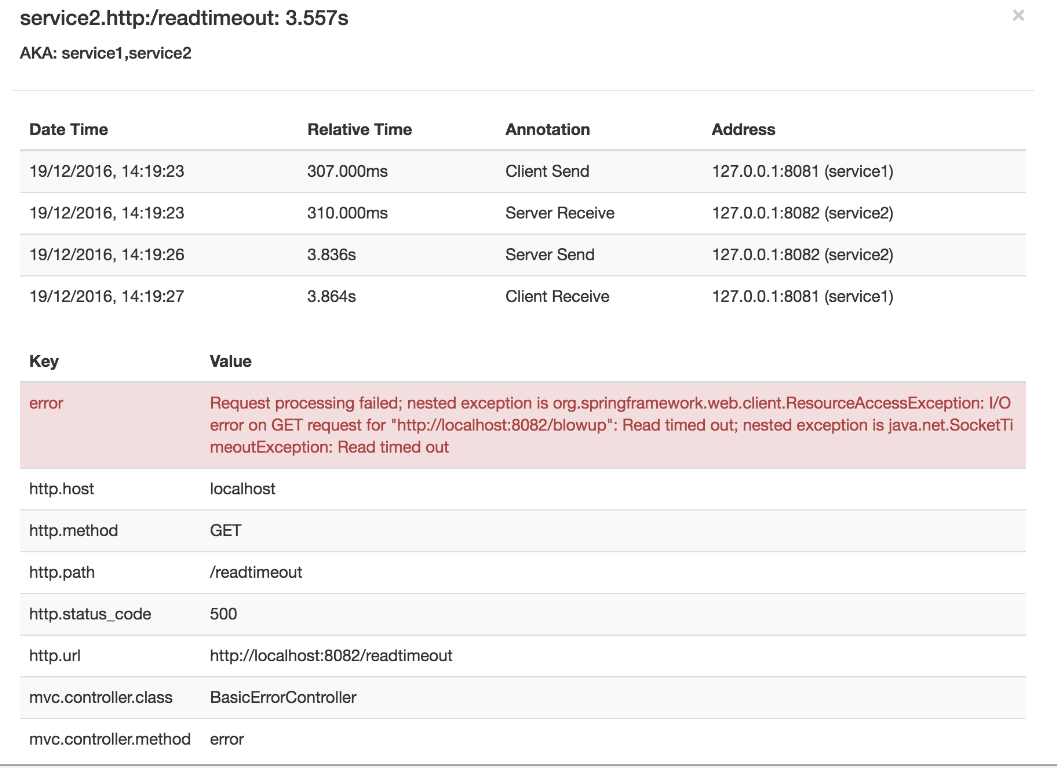 service2.http:/readtimeout: 3.557s ×
AKA: service1,service2
Date Time Relative Time Annotation Address
19/12/2016, 14:19:23 307.000ms Client Send 127.0.0.1:8081 (service1)
19/12/2016, 14:19:23 310.000ms Server Receive 127.0.0.1:8082 (service2)
19/12/2016, 14:19:26 3.836s Server Send 127.0.0.1:8082 (service2)
19/12/2016, 14:19:27 3.864s Client Receive 127.0.0.1:8081 (service1)
Key Value
error Request processing failed; nested exception is org.springframework.web.client.ResourceAccessException: I/O
error on GET request for "http://localhost:8082/blowup": Read timed out; nested exception is java.net.SocketTi
meoutException: Read timed out
http.host localhost
http.method GET
http.path /readtimeout
http.status_code 500
http.url http://localhost:8082/readtimeout
mvc.controller.class BasicErrorController
mvc.controller.method error